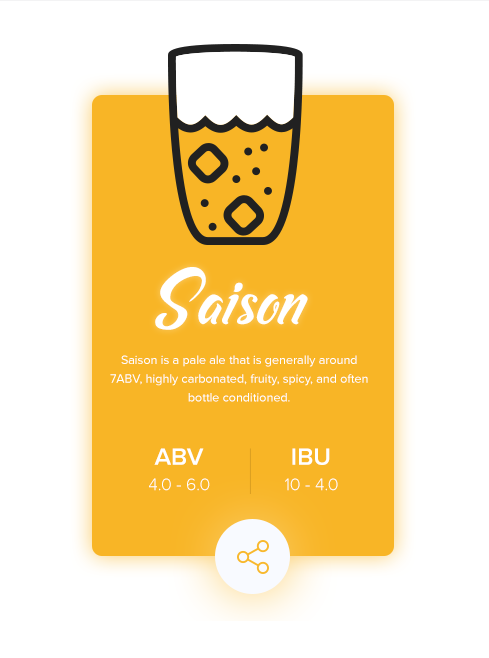 Saison
Saison is a pale ale that is generally around
7ABV, highly carbonated, fruity, spicy, and often
bottle conditioned.
ABV
4.0 - 6.0
IBU
10 - 4.0